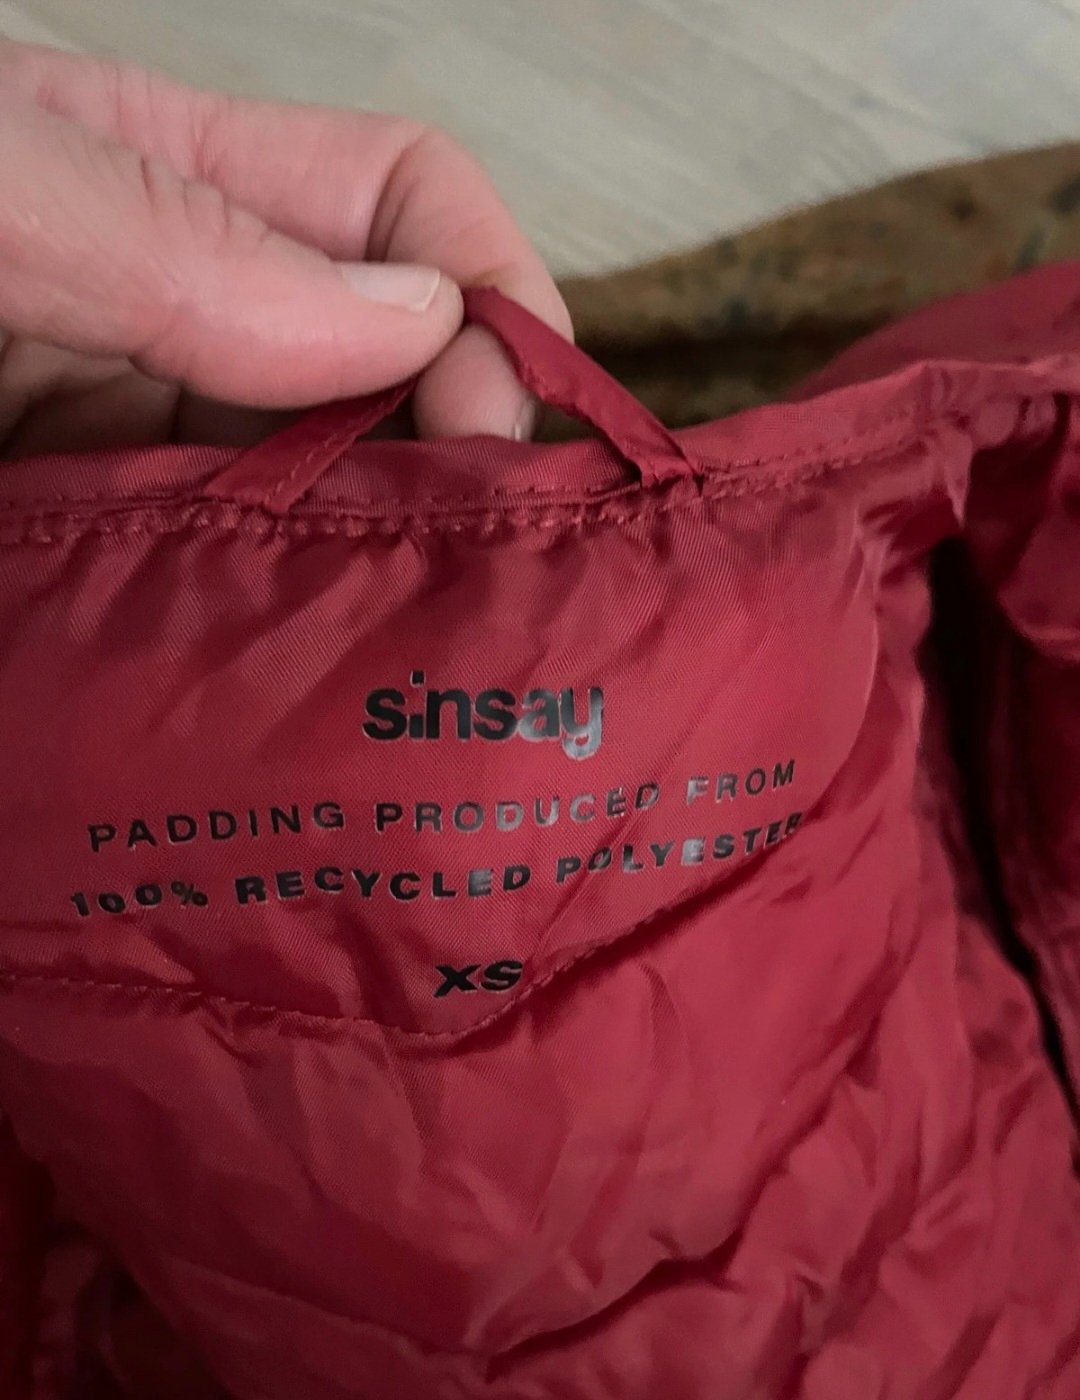 sinsay
PADDING PRODUCED FROM
100% RECYCLED POLYESTER
XS